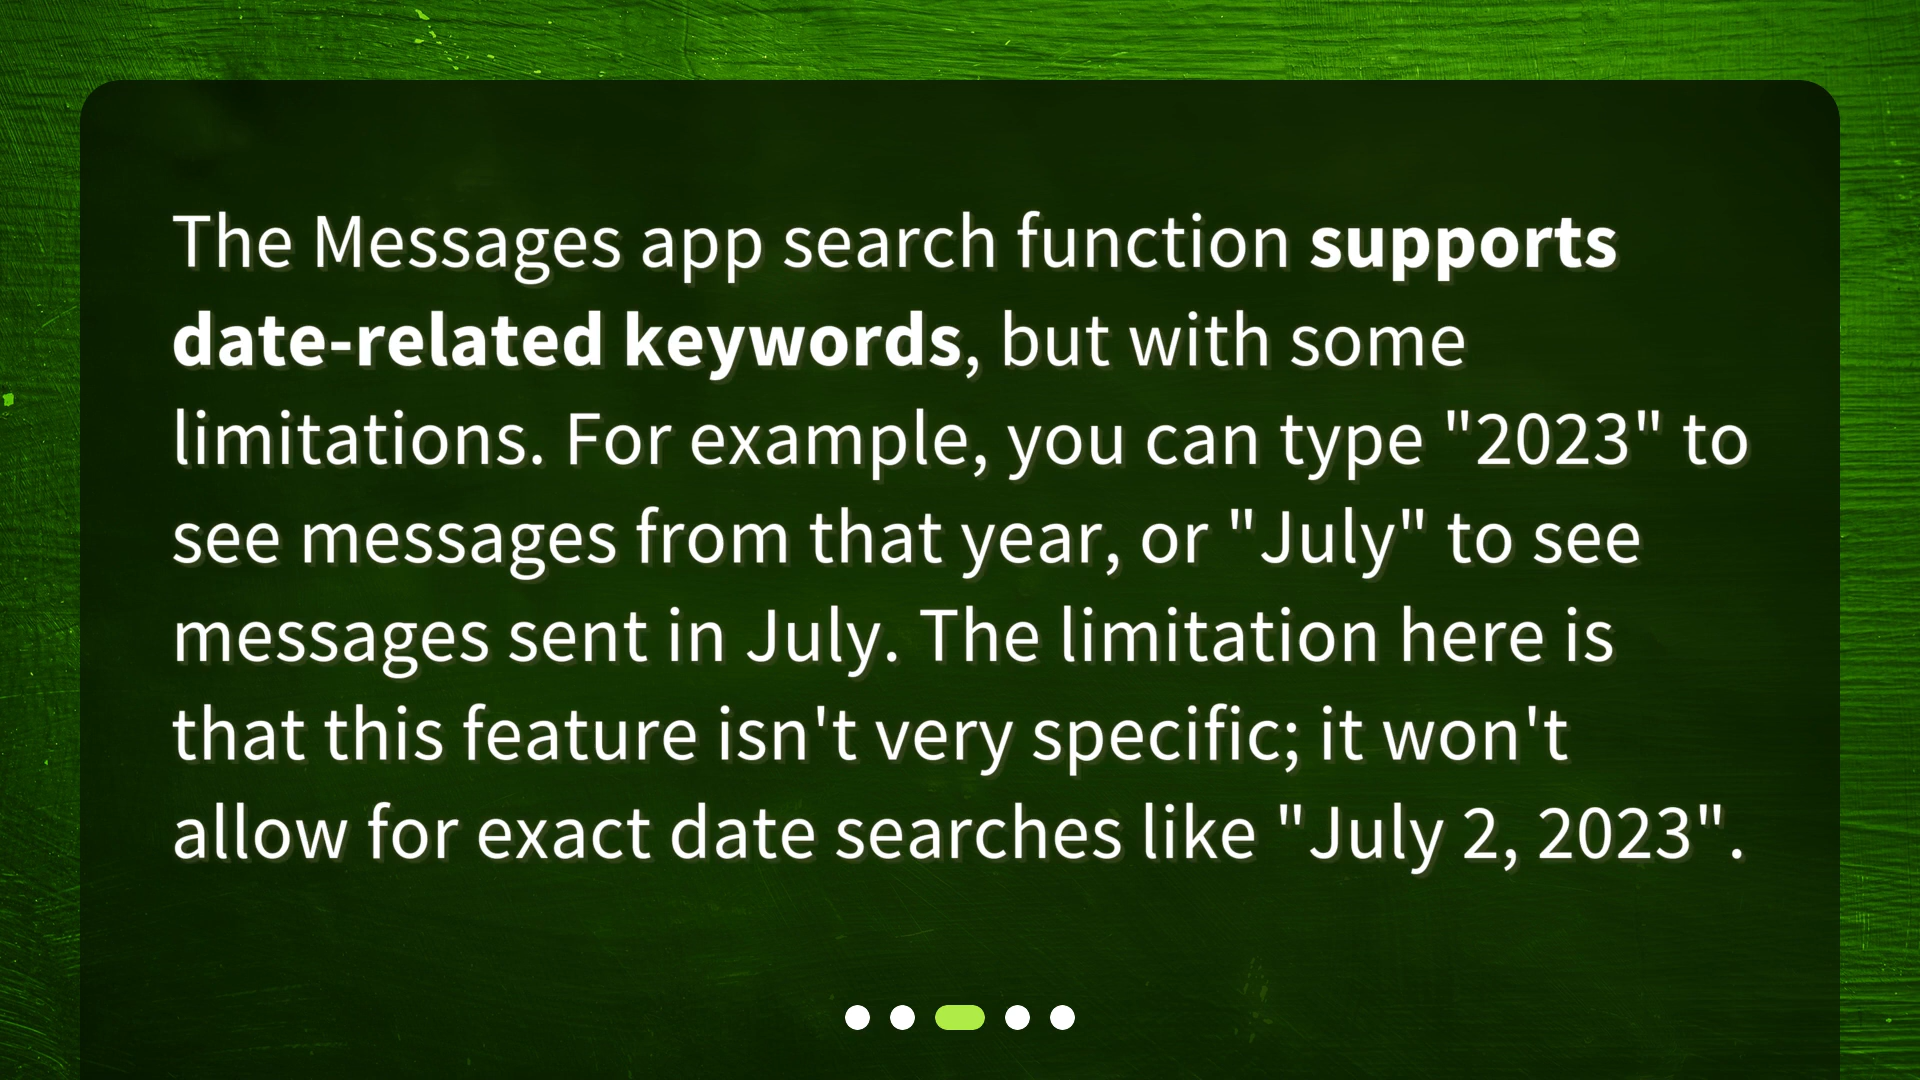 The Messages app search function supports
date-related keywords, but with some
limitations. For example, you can type "2023" to
see messages from that year, or "July" to see
messages sent in July. The limitation here is
that this feature isn't very specific; it won't
allow for exact date searches like "July 2, 2023".